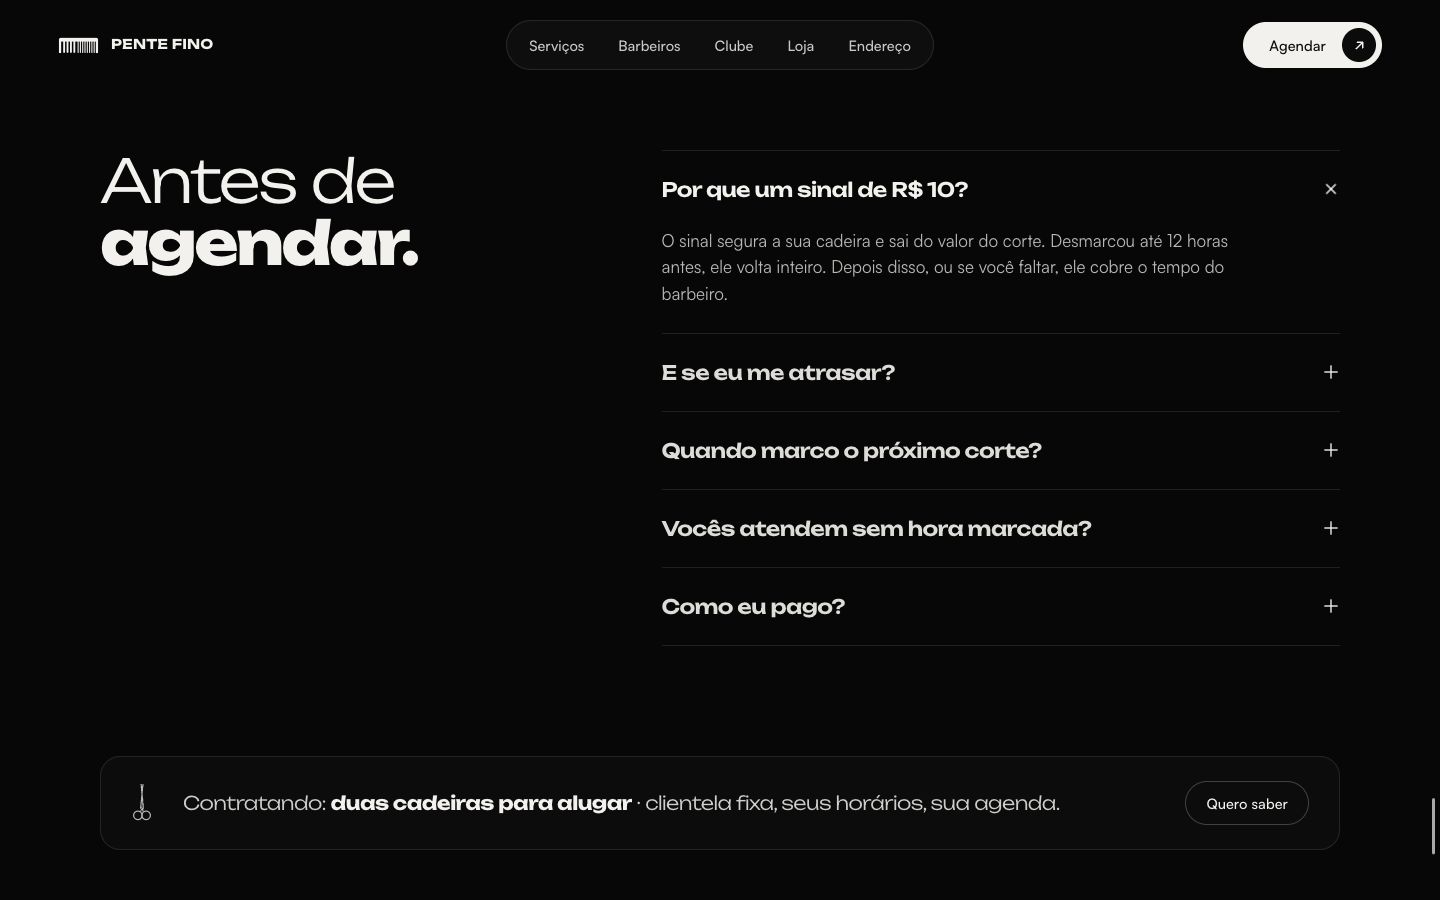 PENTE FINO
Serviços Barbeiros Clube Loja Endereço
Agendar
Antes de
agendar.
Por que um sinal de R$ 10?
O sinal segura a sua cadeira e sai do valor do corte. Desmarcou até 12 horas
antes, ele volta inteiro. Depois disso, ou se você faltar, ele cobre o tempo do
barbeiro.
E se eu me atrasar?
Quando marco o próximo corte?
Vocês atendem sem hora marcada?
Como eu pago?
Contratando: duas cadeiras para alugar · clientela fixa, seus horários, sua agenda.
Quero saber